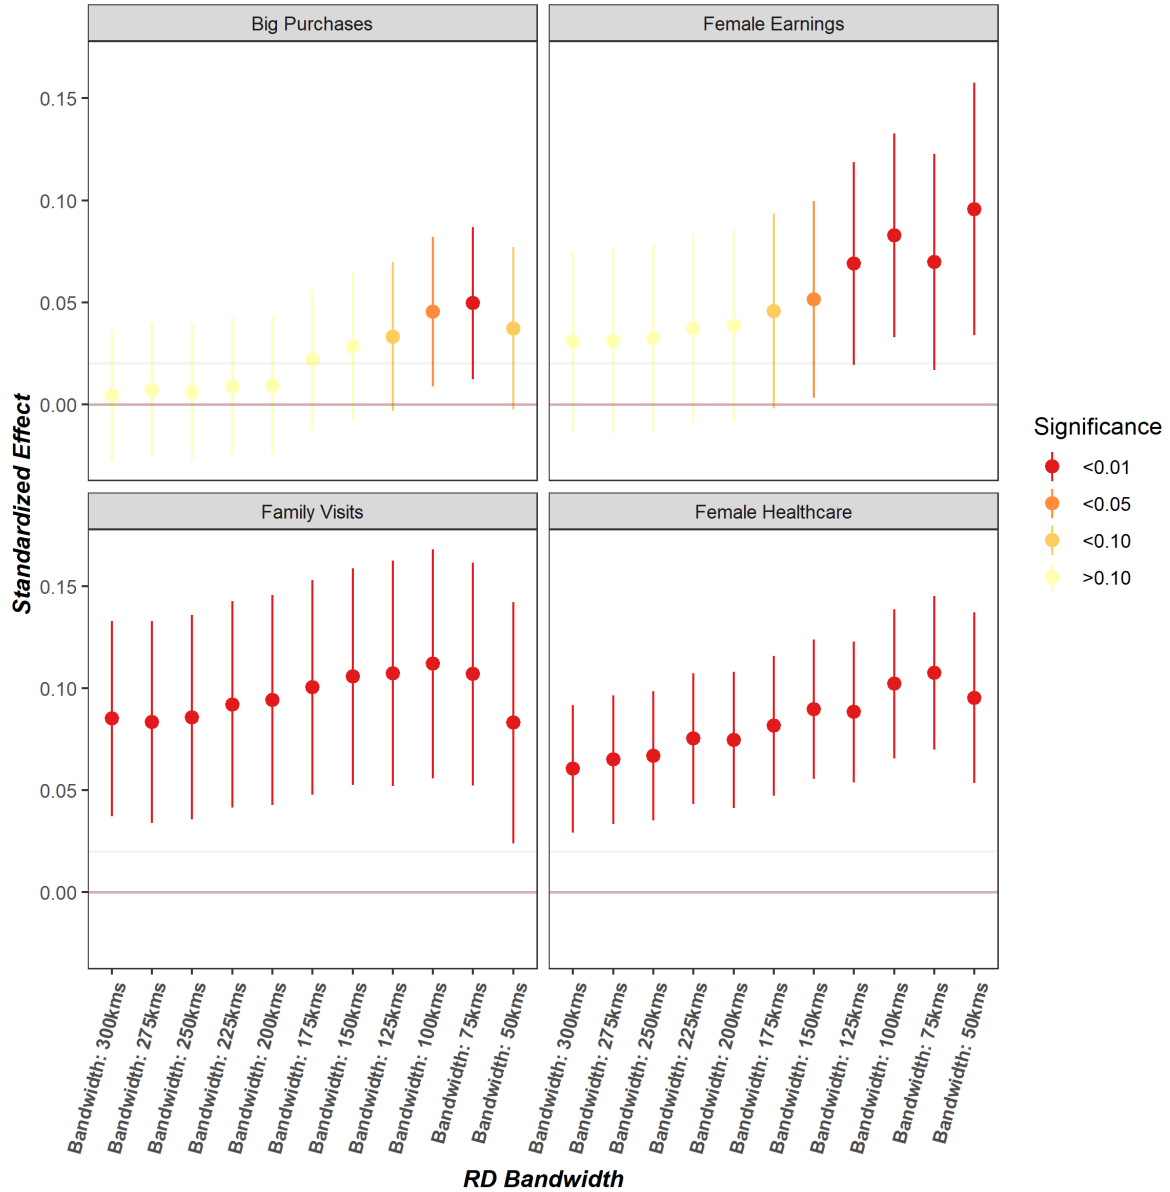 Big Purchases
Female Earnings
0.15
0.10
0.05
0.00
Family Visits
Female Healthcare
0.15
0.10
0.05
0.00
Standardized Effect
Bandwidth: 300kms
Bandwidth: 275kms
Bandwidth: 250kms
Bandwidth: 225kms
Bandwidth: 200kms
Bandwidth: 175kms
Bandwidth: 150kms
Bandwidth: 125kms
Bandwidth: 100kms
Bandwidth: 75kms
Bandwidth: 50kms
Bandwidth: 300kms
Bandwidth: 275kms
Bandwidth: 250kms
Bandwidth: 225kms
Bandwidth: 200kms
Bandwidth: 175kms
Bandwidth: 150kms
Bandwidth: 125kms
Bandwidth: 100kms
Bandwidth: 75kms
Bandwidth: 50kms
RD Bandwidth
Significance
<0.01
<0.05
<0.10
>0.10